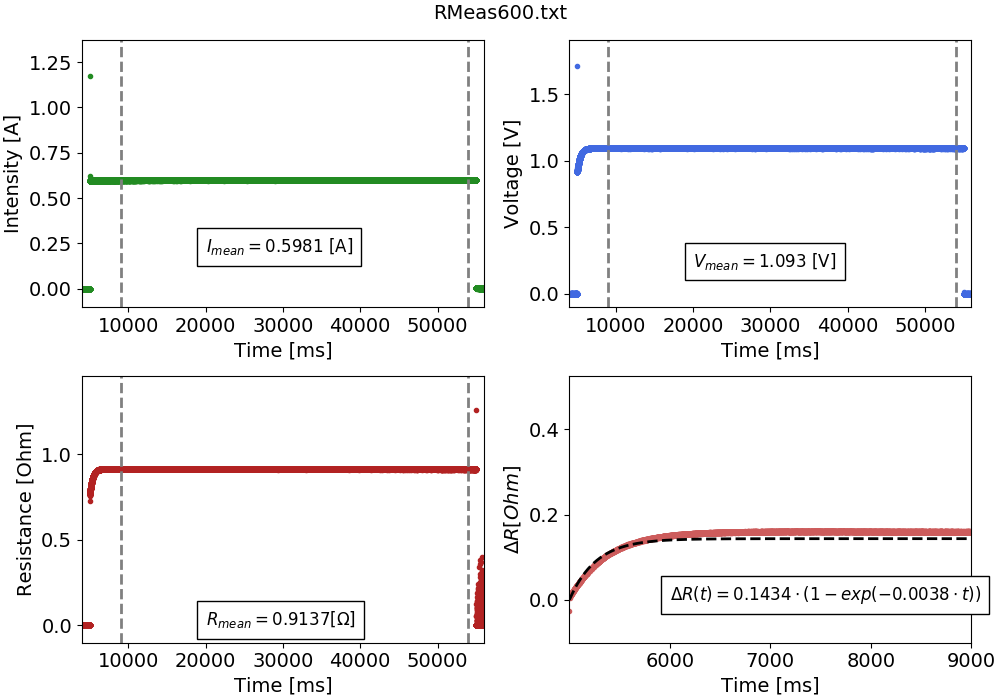 RMeas600.txt
Intensity [A]
1.25
1.00
0.75
0.50
0.25
0.00
I_mean = 0.5981 [A]
10000 20000 30000 40000 50000
Time [ms]
Voltage [V]
1.5
1.0
0.5
0.0
V_mean = 1.093 [V]
10000 20000 30000 40000 50000
Time [ms]
Resistance [Ohm]
1.0
0.5
0.0
R_mean = 0.9137[Ω]
10000 20000 30000 40000 50000
Time [ms]
ΔR[Ohm]
0.4
0.2
0.0
ΔR(t) = 0.1434 · (1 − exp(−0.0038 · t))
6000 7000 8000 9000
Time [ms]